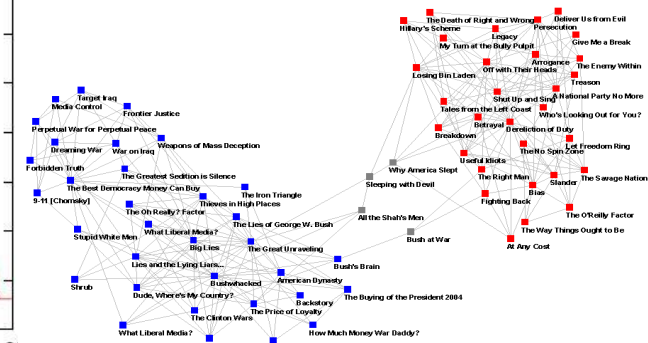 The Death of Right and Wrong
Deliver Us from Evil
Hillary's Scheme
Persecution
Legacy
My Turn at the Bully Pulpit
Give Me a Break
Arrogance
The Enemy Within
Off with Their Heads
Losing Bin Laden
Treason
Shut Up and Sing
A National Party No More
Target Iraq
Media Control
Tales from the Left Coast
Who's Looking Out for You?
Frontier Justice
Betrayal
Dereliction of Duty
Perpetual War for Perpetual Peace
Breakdown
Let Freedom Ring
Dreaming War
War on Iraq
Weapons of Mass Deception
The No Spin Zone
Useful Idiots
Forbidden Truth
Why America Slept
The Greatest Sedition is Silence
The Right Man
Slander
The Savage Nation
Sleeping with Devil
The Best Democracy Money Can Buy
Bias
The Iron Triangle
9-11 [Chomsky]
Thieves in High Places
Fighting Back
The Oh Really? Factor
All the Shah's Men
The O'Reilly Factor
The Lies of George W. Bush
What Liberal Media?
The Way Things Ought to Be
Stupid White Men
Bush at War
Big Lies
The Great Unraveling
At Any Cost
Lies and the Lying Liars...
Bush's Brain
Bushwhacked
American Dynasty
Shrub
Dude, Where's My Country?
The Buying of the President 2004
Backstory
The Price of Loyalty
The Clinton Wars
What Liberal Media?
How Much Money War Daddy?